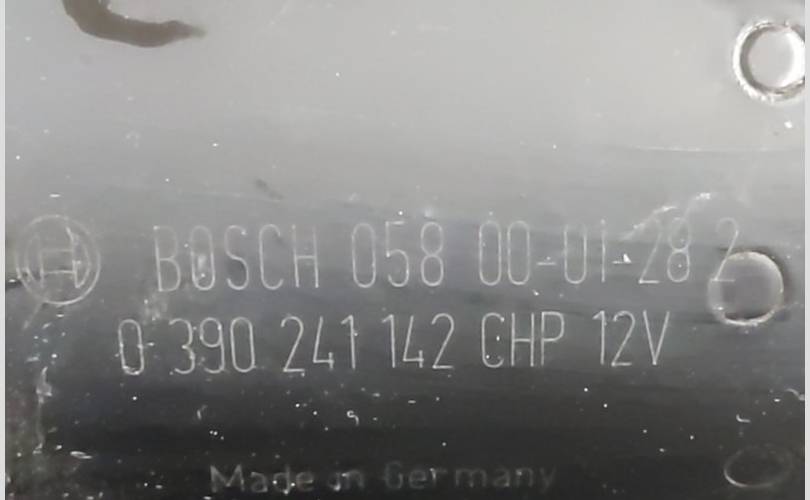 BOSCH 058 00-01-28 2
0 390 241 142 CHP 12V
Made in Germany